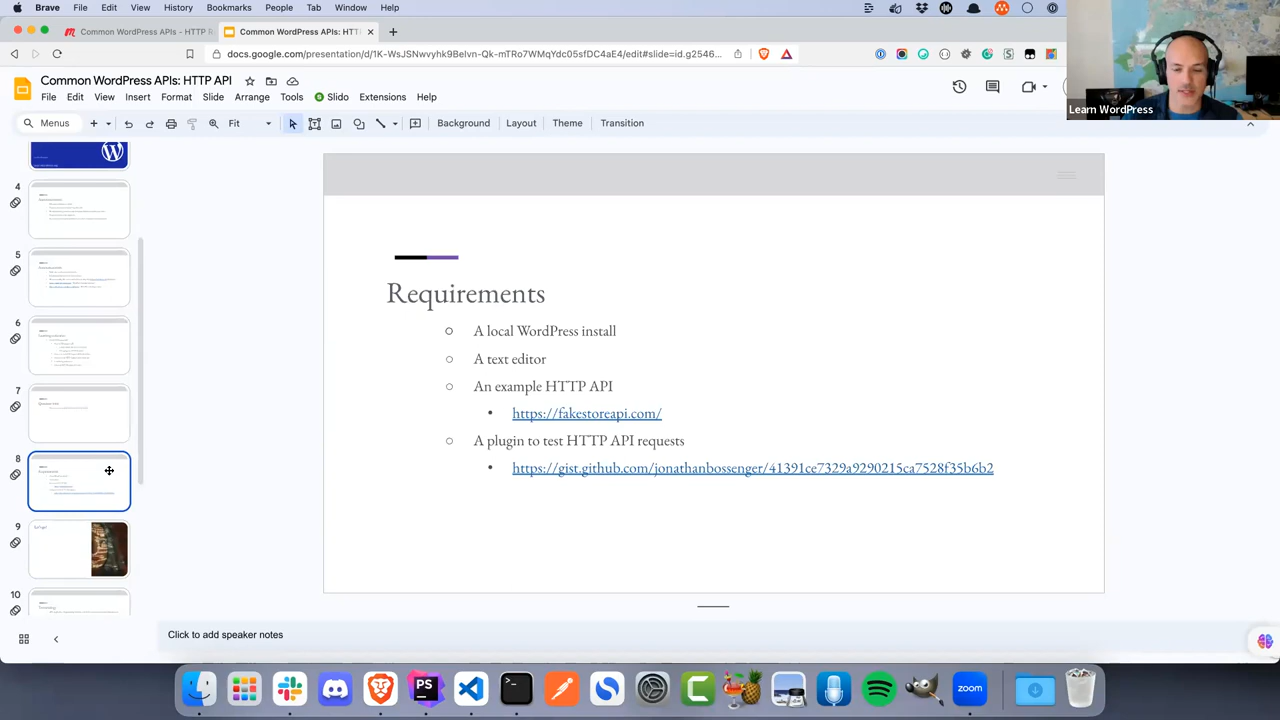 Brave File Edit View History Bookmarks People Tab Window Help
Common WordPress APIs - HTTP R
Common WordPress APIs: HTTP
docs.google.com/presentation/d/1K-WsJSNwvyhk9Belvn-Qk-mTRo7WMqYdc05sfDC4aE4/edit#slide=id.g2546...
Common WordPress APIs: HTTP API
File Edit View Insert Format Slide Arrange Tools Slido Extensions Help
Menus Fit Layout Theme Transition
Learn WordPress
4
5
6
7
8
9
10
Requirements
A local WordPress install
A text editor
An example HTTP API
https://fakestoreapi.com/
A plugin to test HTTP API requests
https://gist.github.com/jonathanbossenger/41391ce7329a9290215ca7528f35b6b2
Click to add speaker notes
PS
zoom